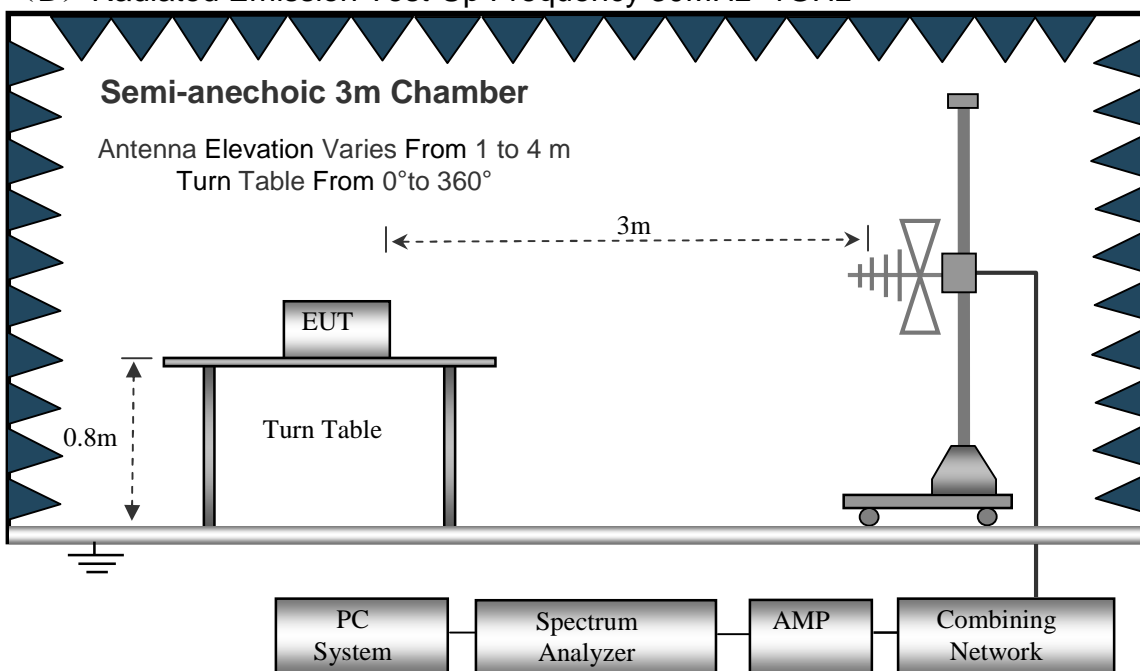 Semi-anechoic 3m Chamber
Antenna Elevation Varies From 1 to 4 m
Turn Table From 0°to 360°
3m
EUT
0.8m
Turn Table
PC
System
Spectrum
Analyzer
AMP
Combining
Network